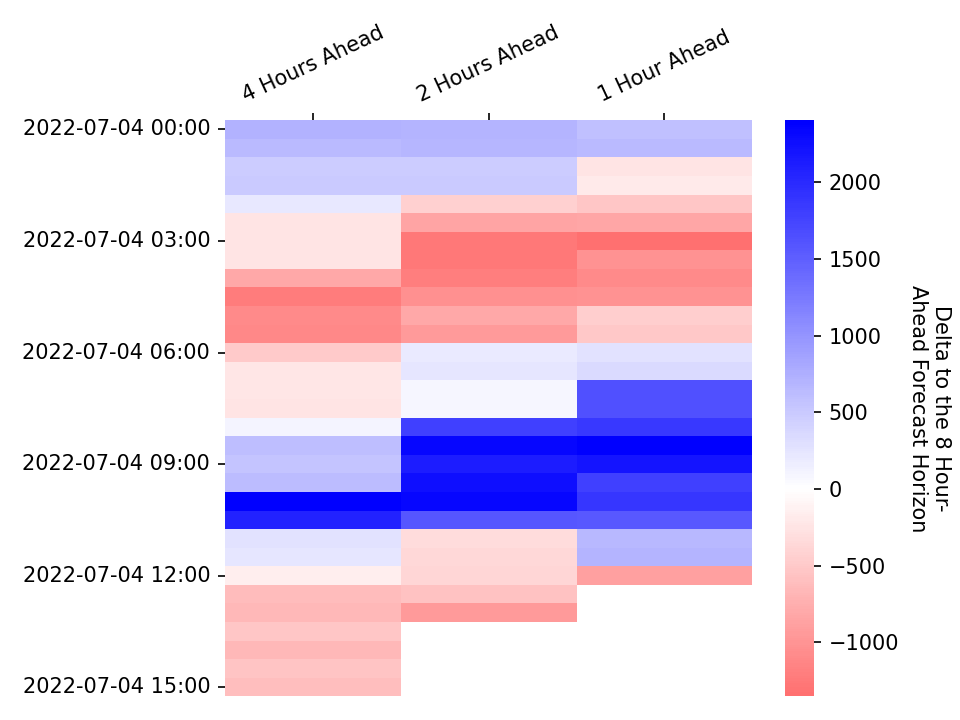 4 Hours Ahead
2 Hours Ahead
1 Hour Ahead
2022-07-04 00:00
2022-07-04 03:00
2022-07-04 06:00
2022-07-04 09:00
2022-07-04 12:00
2022-07-04 15:00
2000
1500
1000
500
0
−500
−1000
Delta to the 8 Hour-
Ahead Forecast Horizon